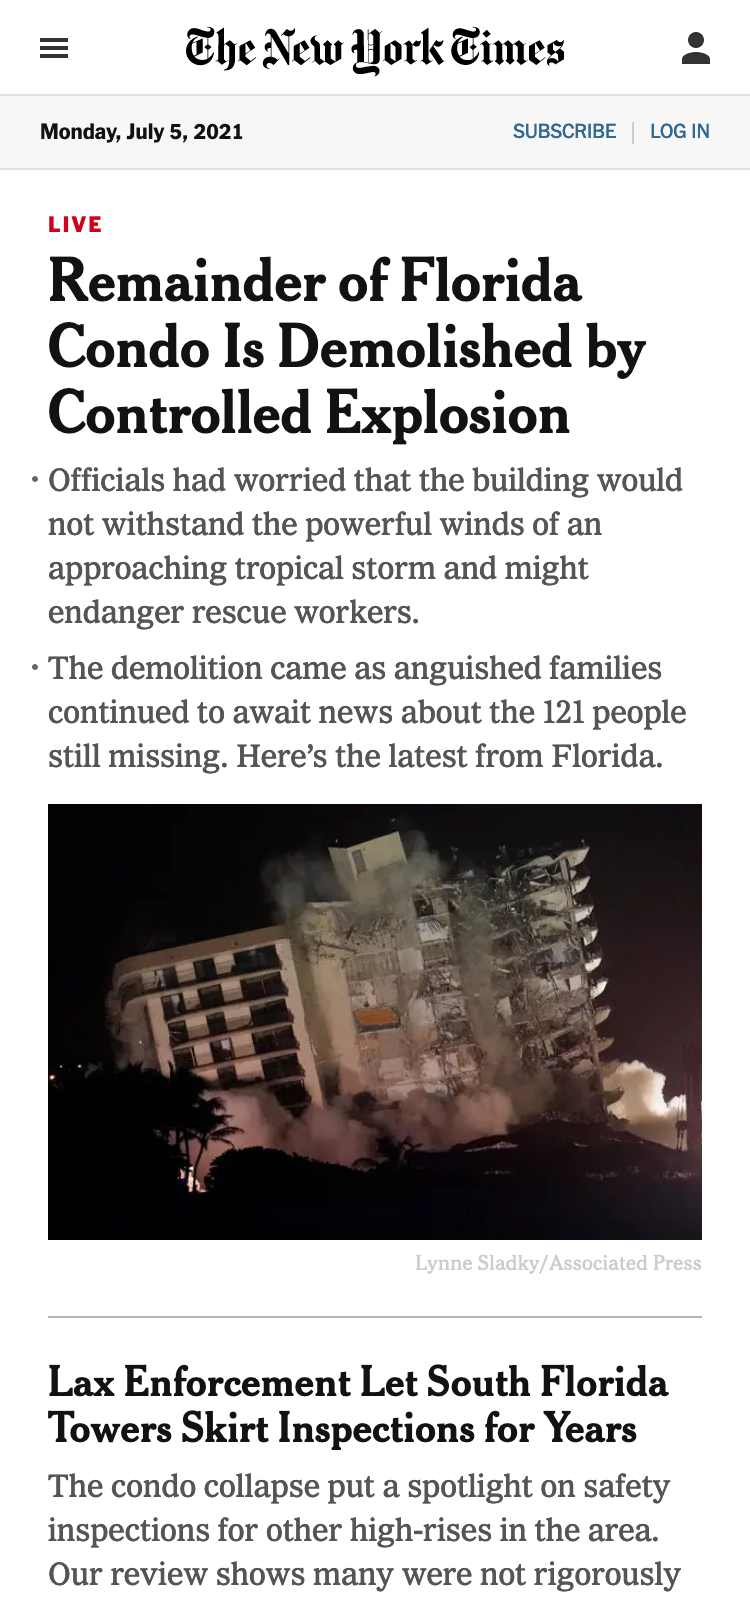 The New York Times
Monday, July 5, 2021
SUBSCRIBE | LOG IN
LIVE
Remainder of Florida
Condo Is Demolished by
Controlled Explosion
• Officials had worried that the building would
not withstand the powerful winds of an
approaching tropical storm and might
endanger rescue workers.
• The demolition came as anguished families
continued to await news about the 121 people
still missing. Here’s the latest from Florida.
Lynne Sladky/Associated Press
Lax Enforcement Let South Florida
Towers Skirt Inspections for Years
The condo collapse put a spotlight on safety
inspections for other high-rises in the area.
Our review shows many were not rigorously